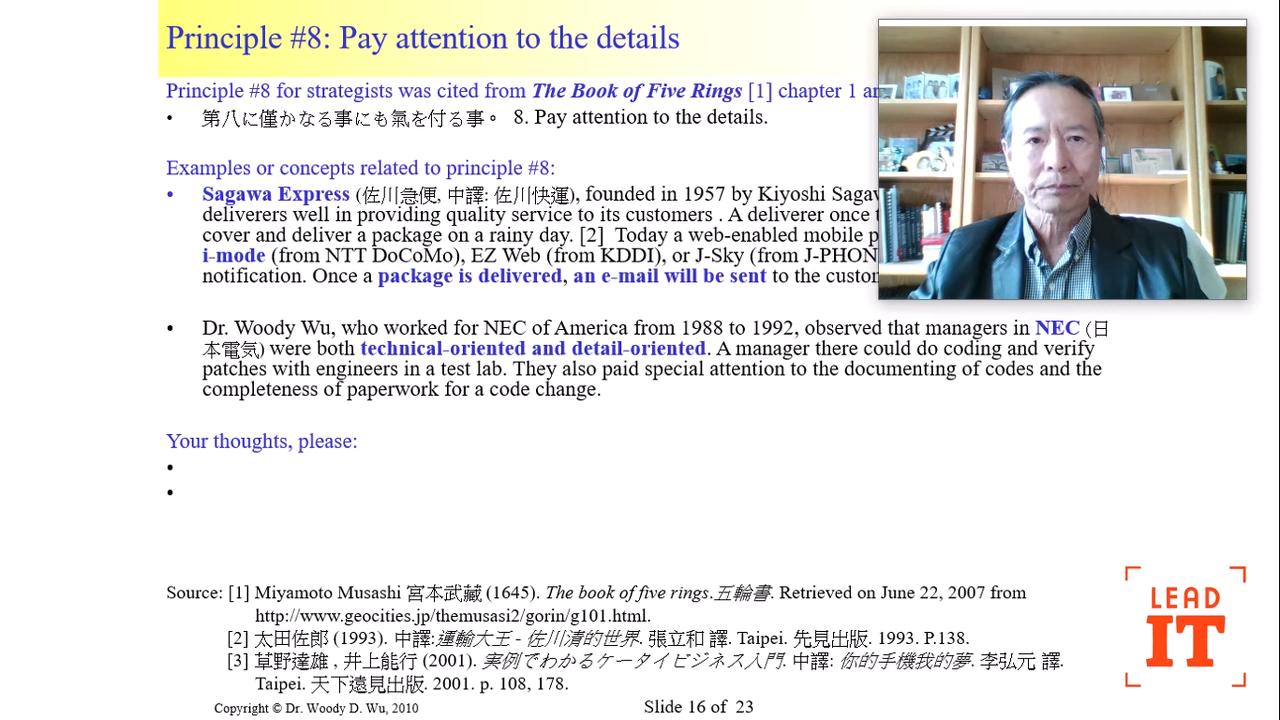 Principle #8: Pay attention to the details
Principle #8 for strategists was cited from The Book of Five Rings [1] chapter 1
• 第八に僅かなる事にも氣を付る事。 8. Pay attention to the details.
Examples or concepts related to principle #8:
• Sagawa Express (佐川急便, 中譯: 佐川快運), founded in 1957 by Kiyoshi
deliverers well in providing quality service to its customers . A deliverer once
cover and deliver a package on a rainy day. [2] Today a web-enabled mobile
i-mode (from NTT DoCoMo), EZ Web (from KDDI), or J-Sky (from J-PHON
notification. Once a package is delivered, an e-mail will be sent to the
• Dr. Woody Wu, who worked for NEC of America from 1988 to 1992, observed that managers in NEC (日
本電気) were both technical-oriented and detail-oriented. A manager there could do coding and verify
patches with engineers in a test lab. They also paid special attention to the documenting of codes and the
completeness of paperwork for a code change.
Your thoughts, please:
•
•
Source: [1] Miyamoto Musashi 宮本武藏 (1645). The book of five rings.五輪書. Retrieved on June 22, 2007 from
http://www.geocities.jp/themusasi2/gorin/g101.html.
[2] 太田佐郎 (1993). 中譯:運輸大王 - 佐川清的世界. 張立和 譯. Taipei. 先見出版. 1993. P.138.
[3] 草野達雄 , 井上能行 (2001). 実例でわかるケータイビジネス入門. 中譯: 你的手機我的夢. 李弘元 譯.
Taipei. 天下遠見出版. 2001. p. 108, 178.
Copyright © Dr. Woody D. Wu, 2010
Slide 16 of 23
LEAD
IT